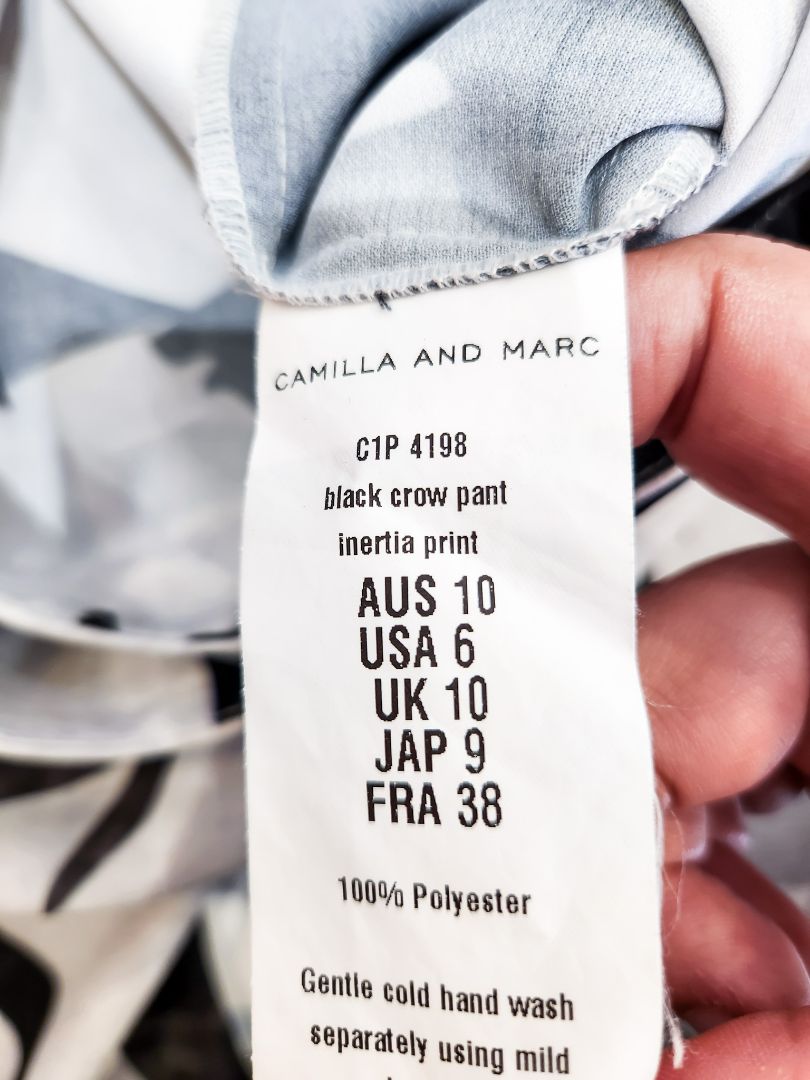 CAMILLA AND MARC
C1P 4198
black crow pant
inertia print
AUS 10
USA 6
UK 10
JAP 9
FRA 38
100% Polyester
Gentle cold hand wash
separately using mild